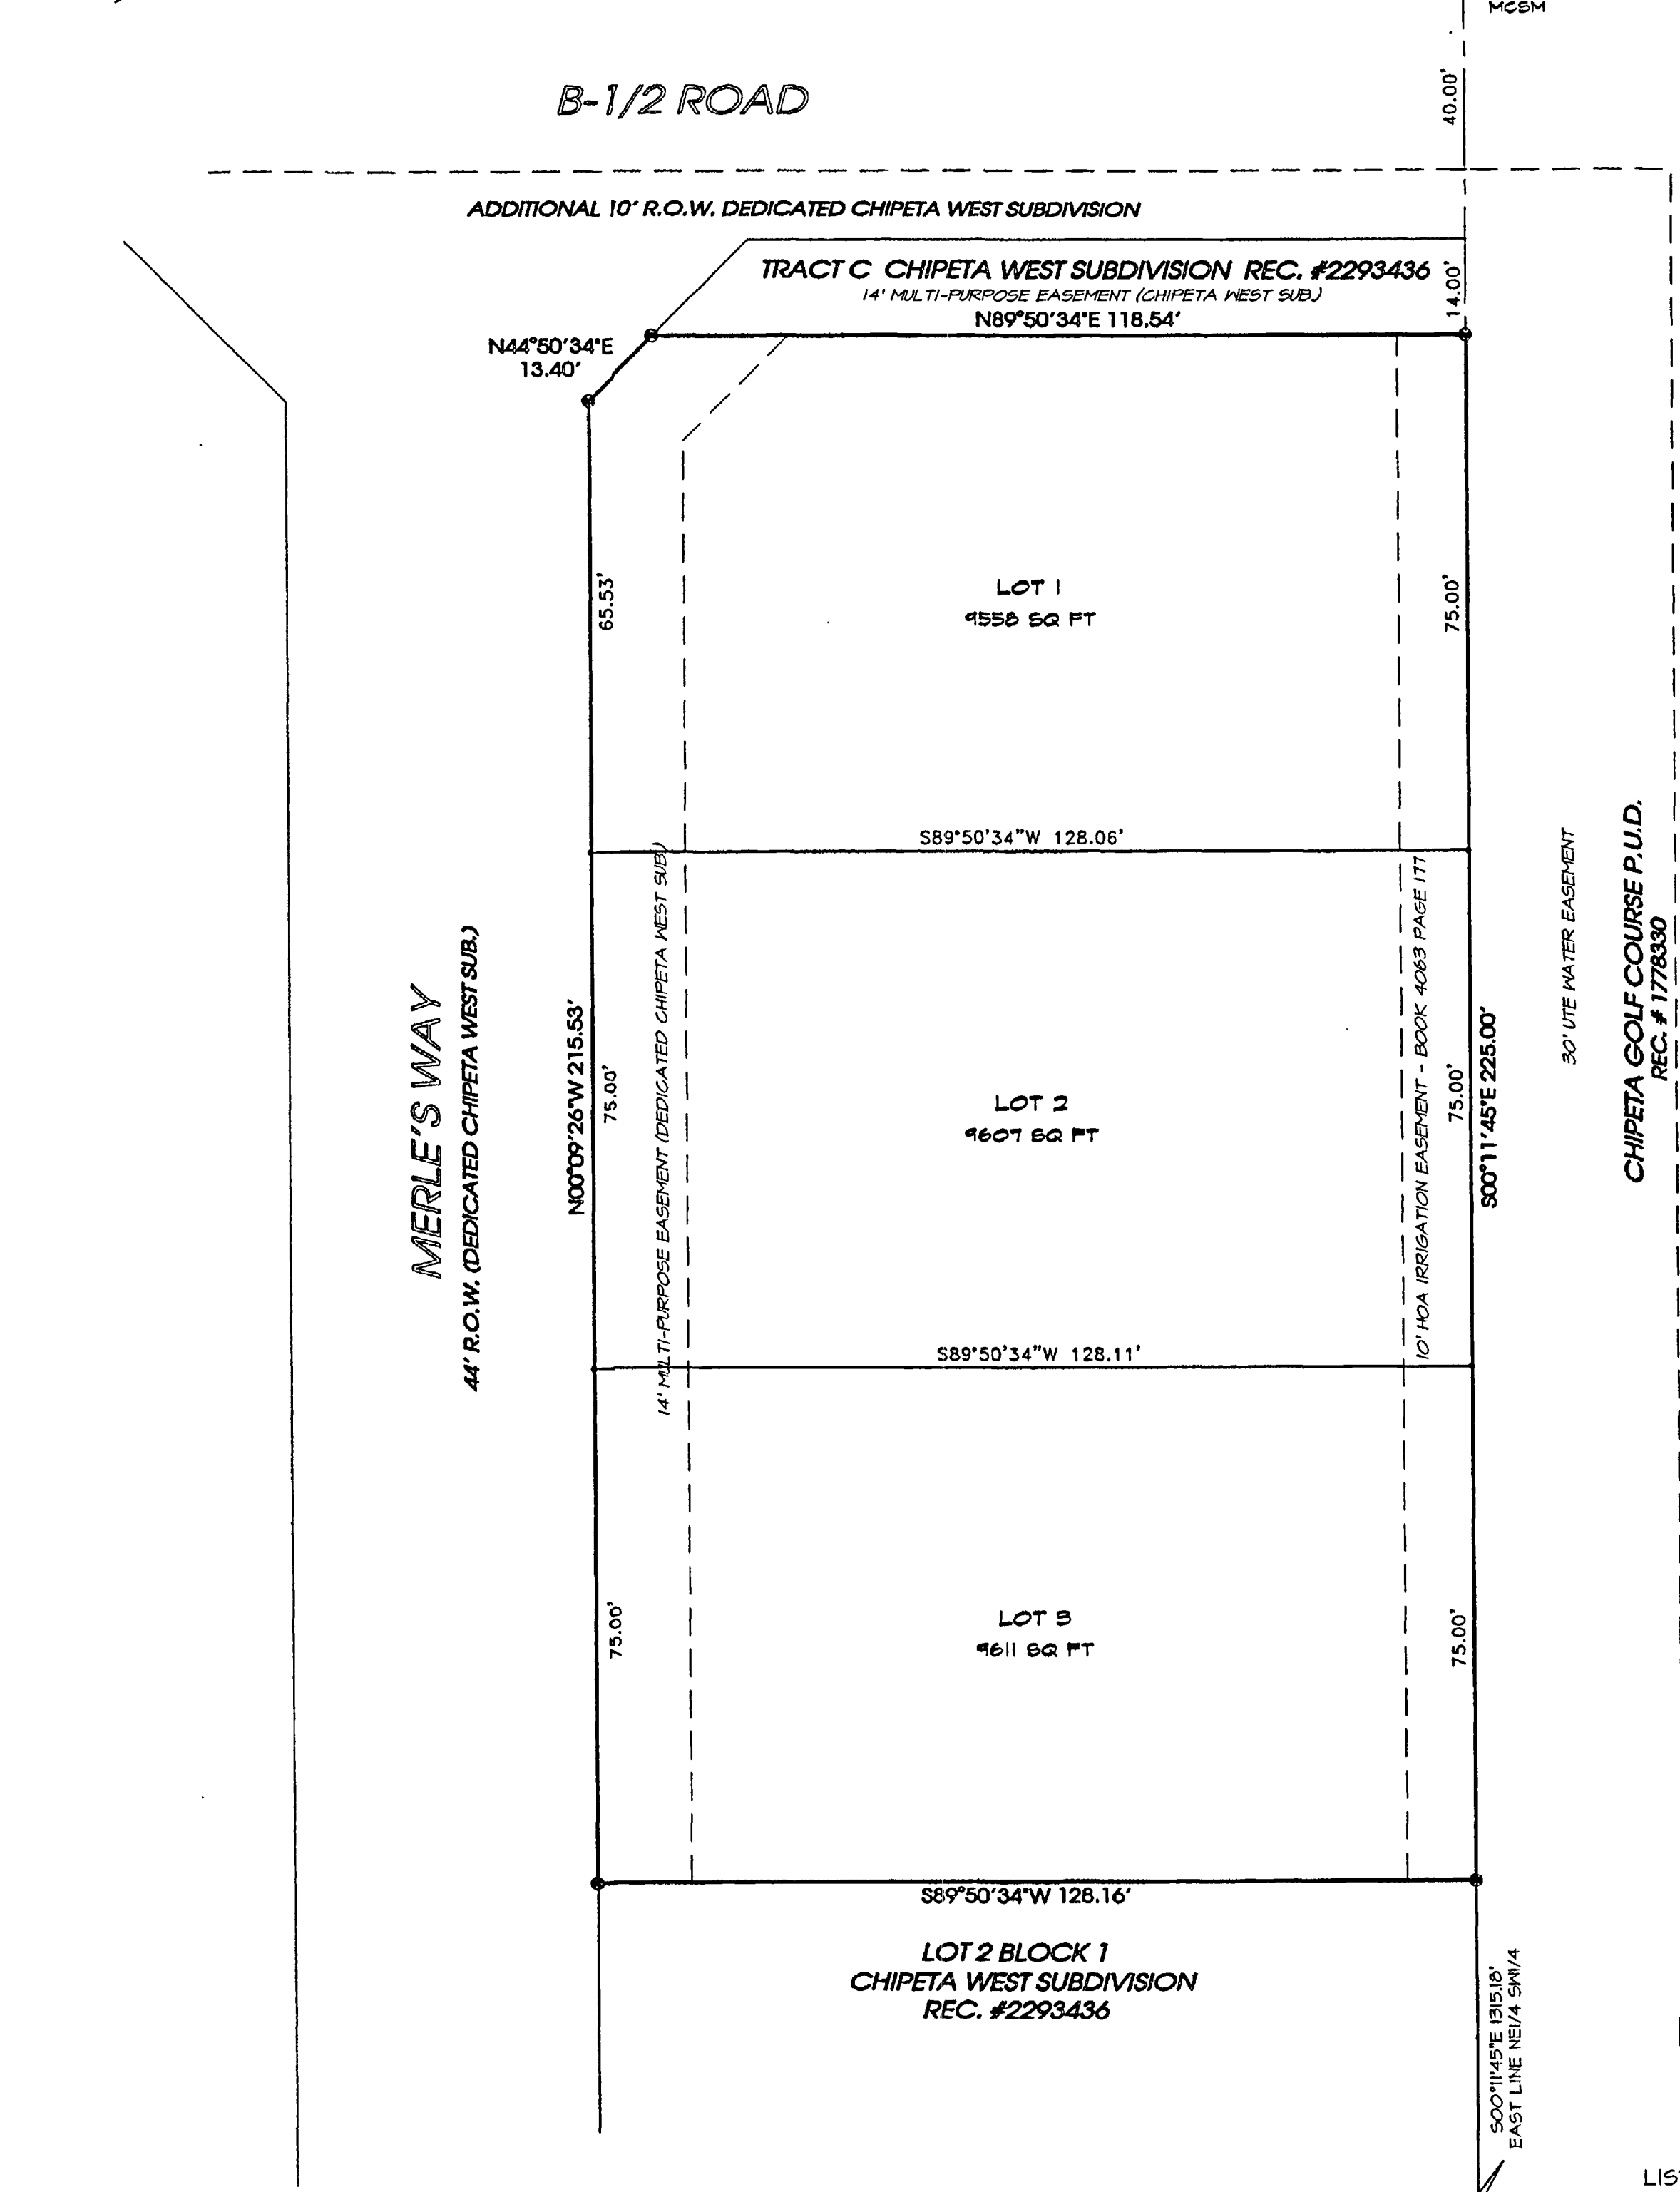 MCSM
40.00'
B-1/2 ROAD
ADDITIONAL 10' R.O.W. DEDICATED CHIPETA WEST SUBDIVISION
TRACT C CHIPETA WEST SUBDIVISION REC. #2293436
14' MULTI-PURPOSE EASEMENT (CHIPETA WEST SUB.)
14.00'
N89°50'34"E 118.54'
N44°50'34"E
13.40'
65.53'
LOT 1
9558 SQ FT
75.00'
S89°50'34"W 128.06'
MERLE'S WAY
44' R.O.W. (DEDICATED CHIPETA WEST SUB.)
N00°09'26"W 215.53'
75.00'
14' MULTI-PURPOSE EASEMENT (DEDICATED CHIPETA WEST SUB.)
LOT 2
9607 SQ FT
10' HOA IRRIGATION EASEMENT - BOOK 4063 PAGE 177
75.00'
S00°11'45"E 225.00'
30' UTE WATER EASEMENT
CHIPETA GOLF COURSE P.U.D.
REC. # 1778330
S89°50'34"W 128.11'
75.00'
LOT 3
9611 SQ FT
75.00'
S89°50'34"W 128.16'
LOT 2 BLOCK 1
CHIPETA WEST SUBDIVISION
REC. #2293436
S00°11'45"E 1315.18'
EAST LINE NE1/4 SW1/4
LIS